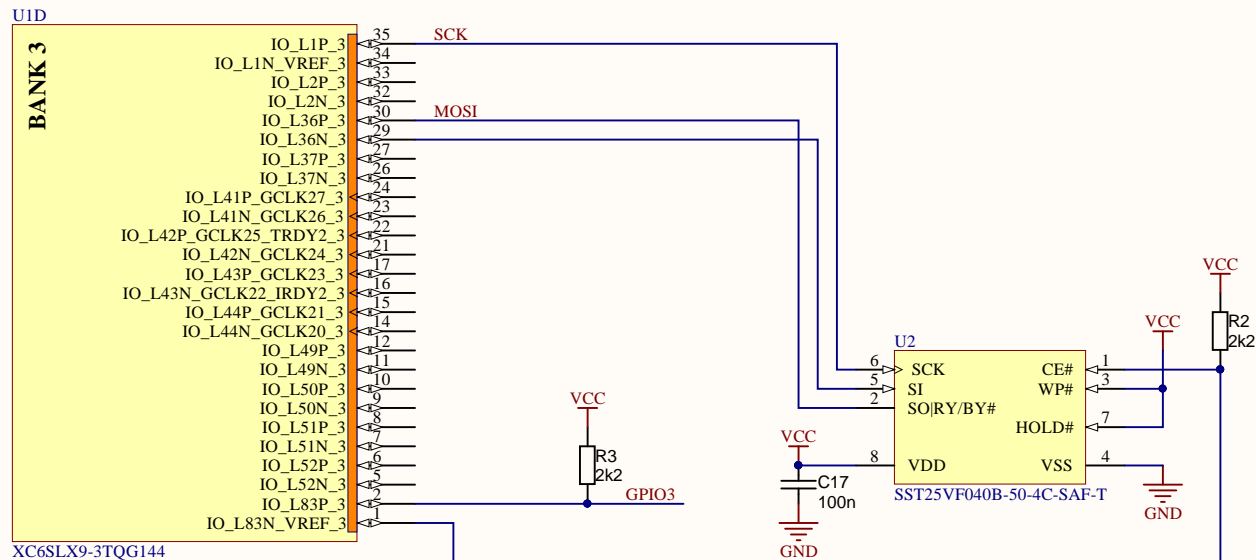 U1D
BANK 3
IO_L1P_3 35 SCK
IO_L1N_VREF_3 34
IO_L2P_3 33
IO_L2N_3 32
IO_L36P_3 30 MOSI
IO_L36N_3 29
IO_L37P_3 27
IO_L37N_3 26
IO_L41P_GCLK27_3 24
IO_L41N_GCLK26_3 23
IO_L42P_GCLK25_TRDY2_3 22
IO_L42N_GCLK24_3 21
IO_L43P_GCLK23_3 17
IO_L43N_GCLK22_IRDY2_3 16
IO_L44P_GCLK21_3 15
IO_L44N_GCLK20_3 14
IO_L49P_3 12
IO_L49N_3 11
IO_L50P_3 10
IO_L50N_3 9
IO_L51P_3 8
IO_L51N_3 7
IO_L52P_3 6
IO_L52N_3 5
IO_L83P_3 2
IO_L83N_VREF_3 1
XC6SLX9-3TQG144
VCC
R3
2k2
GPIO3
VCC
C17
100n
GND
U2
6 SCK CE# 1
5 SI WP# 3
2 SO|RY/BY#
HOLD# 7
8 VDD VSS 4
SST25VF040B-50-4C-SAF-T
VCC
VCC
R2
2k2
GND